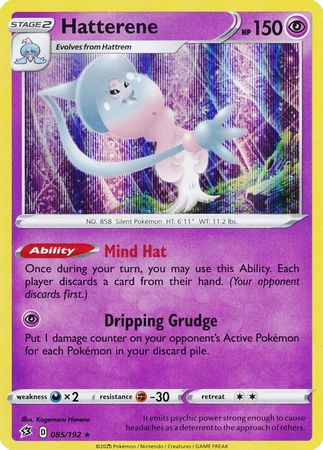 STAGE 2
Hatterene
HP 150
Evolves from Hattrem
NO. 858 Silent Pokémon HT: 6'11" WT: 11.2 lbs.
Ability Mind Hat
Once during your turn, you may use this Ability. Each
player discards a card from their hand. (Your opponent
discards first.)
Dripping Grudge
Put 1 damage counter on your opponent's Active Pokémon
for each Pokémon in your discard pile.
weakness ×2 resistance -30 retreat
Illus. Kagemaru Himeno
D 085/192 ★
It emits psychic power strong enough to cause
headaches as a deterrent to the approach of others.
©2020 Pokémon / Nintendo / Creatures / GAME FREAK